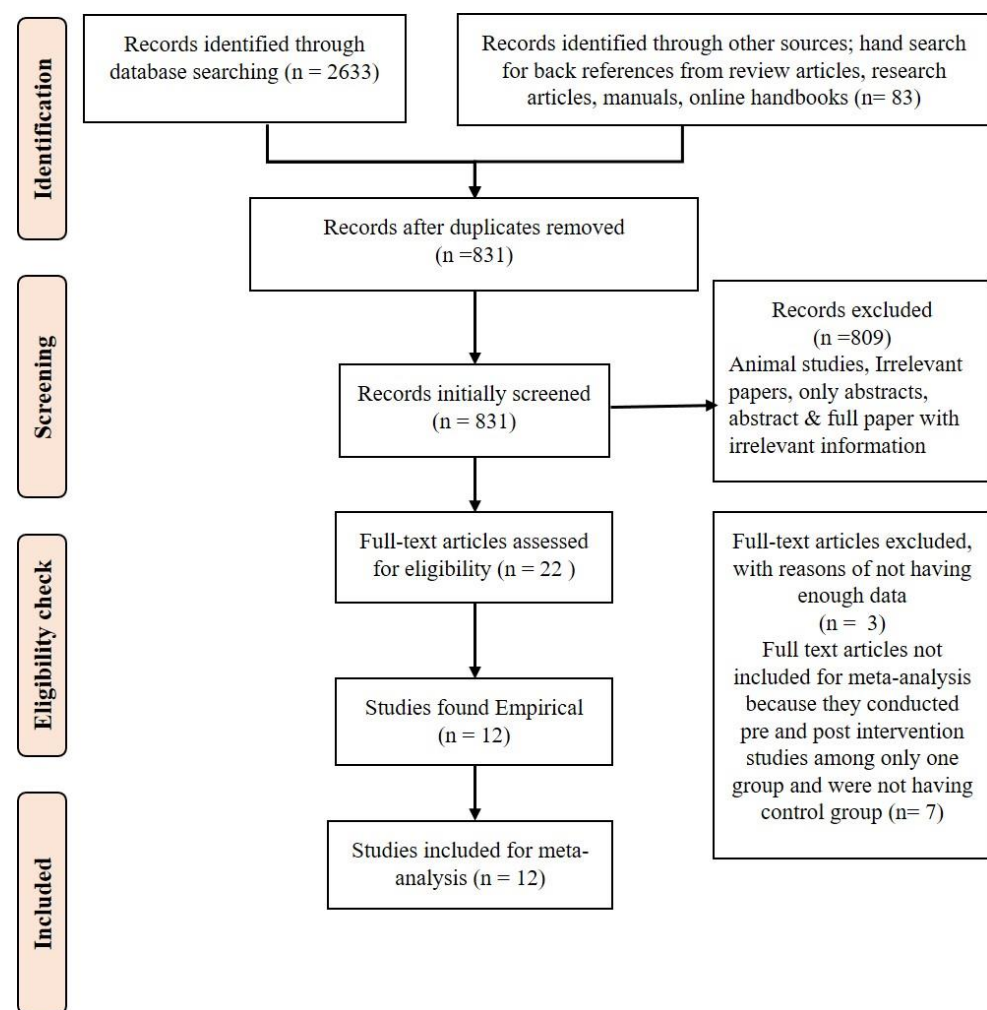 Identification
Records identified through
database searching (n = 2633)
Records identified through other sources; hand search
for back references from review articles, research
articles, manuals, online handbooks (n= 83)
Records after duplicates removed
(n =831)
Screening
Records initially screened
(n = 831)
Records excluded
(n =809)
Animal studies, Irrelevant
papers, only abstracts,
abstract & full paper with
irrelevant information
Eligibility check
Full-text articles assessed
for eligibility (n = 22 )
Full-text articles excluded,
with reasons of not having
enough data
(n = 3)
Full text articles not
included for meta-analysis
because they conducted
pre and post intervention
studies among only one
group and were not having
control group (n= 7)
Studies found Empirical
(n = 12)
Included
Studies included for meta-
analysis (n = 12)